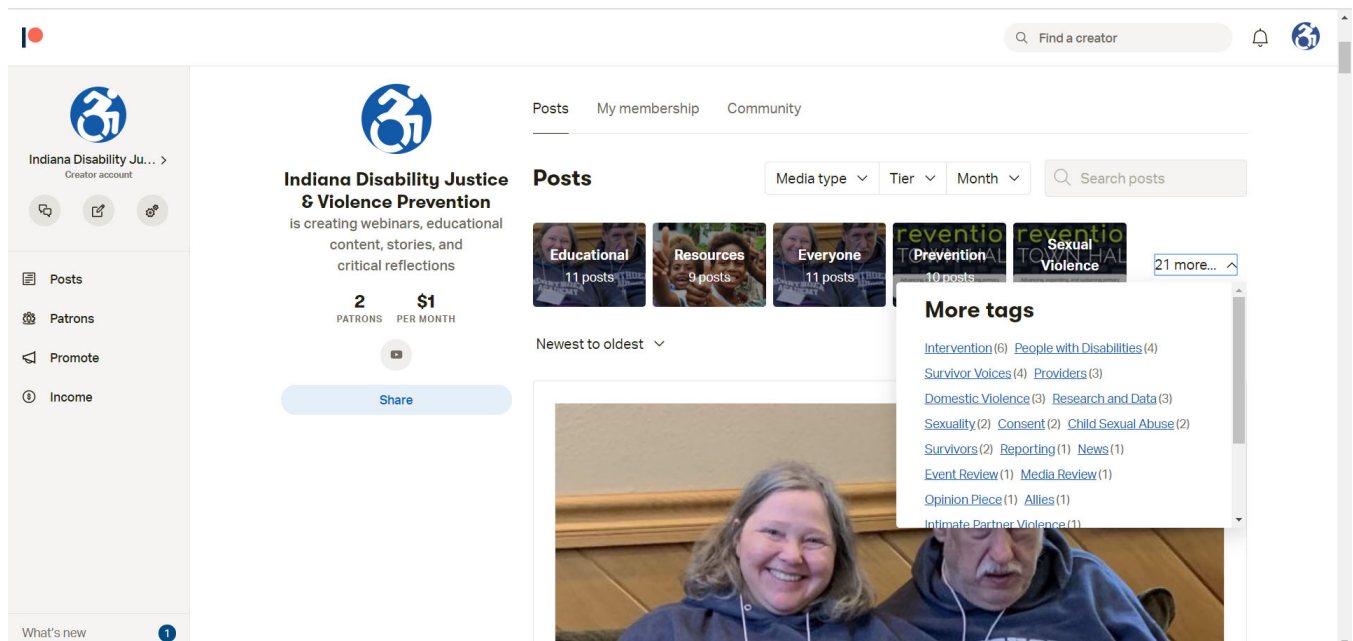 Find a creator
Indiana Disability Ju... >
Creator account
Posts
Patrons
Promote
Income
What's new
1
Indiana Disability Justice
& Violence Prevention
is creating webinars, educational
content, stories, and
critical reflections
2 $1
PATRONS PER MONTH
Share
Posts My membership Community
Posts
Media type Tier Month
Search posts
Educational
11 posts
Resources
9 posts
Everyone
11 posts
Prevention
10 posts
Sexual
Violence
21 more...
More tags
Intervention (6) People with Disabilities (4)
Survivor Voices (4) Providers (3)
Domestic Violence (3) Research and Data (3)
Sexuality (2) Consent (2) Child Sexual Abuse (2)
Survivors (2) Reporting (1) News (1)
Event Review (1) Media Review (1)
Opinion Piece (1) Allies (1)
Intimate Partner Violence (1)
Newest to oldest